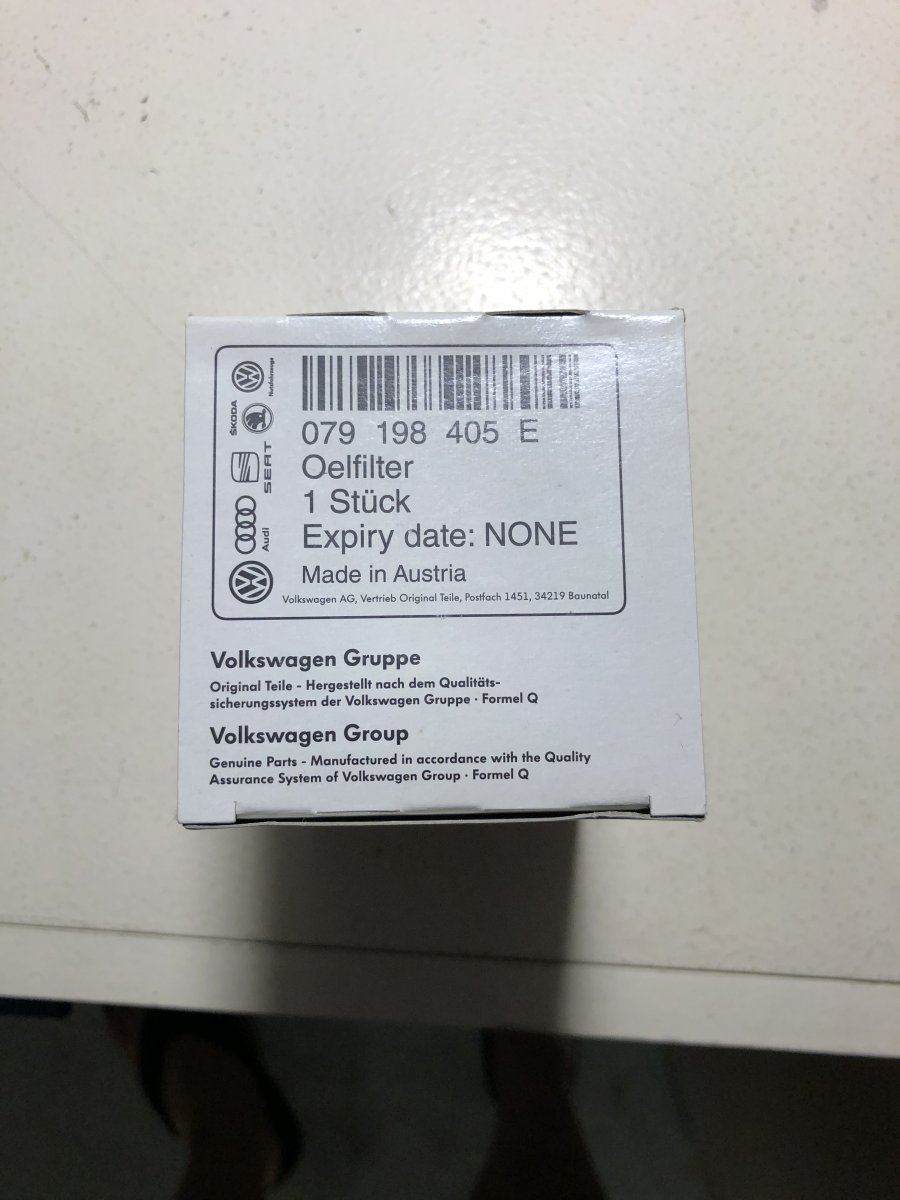 Nutzfahrzeuge
ŠKODA
SEAT
Audi
079 198 405 E
Oelfilter
1 Stück
Expiry date: NONE
Made in Austria
Volkswagen AG, Vertrieb Original Teile, Postfach 1451, 34219 Baunatal
Volkswagen Gruppe
Original Teile - Hergestellt nach dem Qualitäts-
sicherungssystem der Volkswagen Gruppe · Formel Q
Volkswagen Group
Genuine Parts - Manufactured in accordance with the Quality
Assurance System of Volkswagen Group · Formel Q